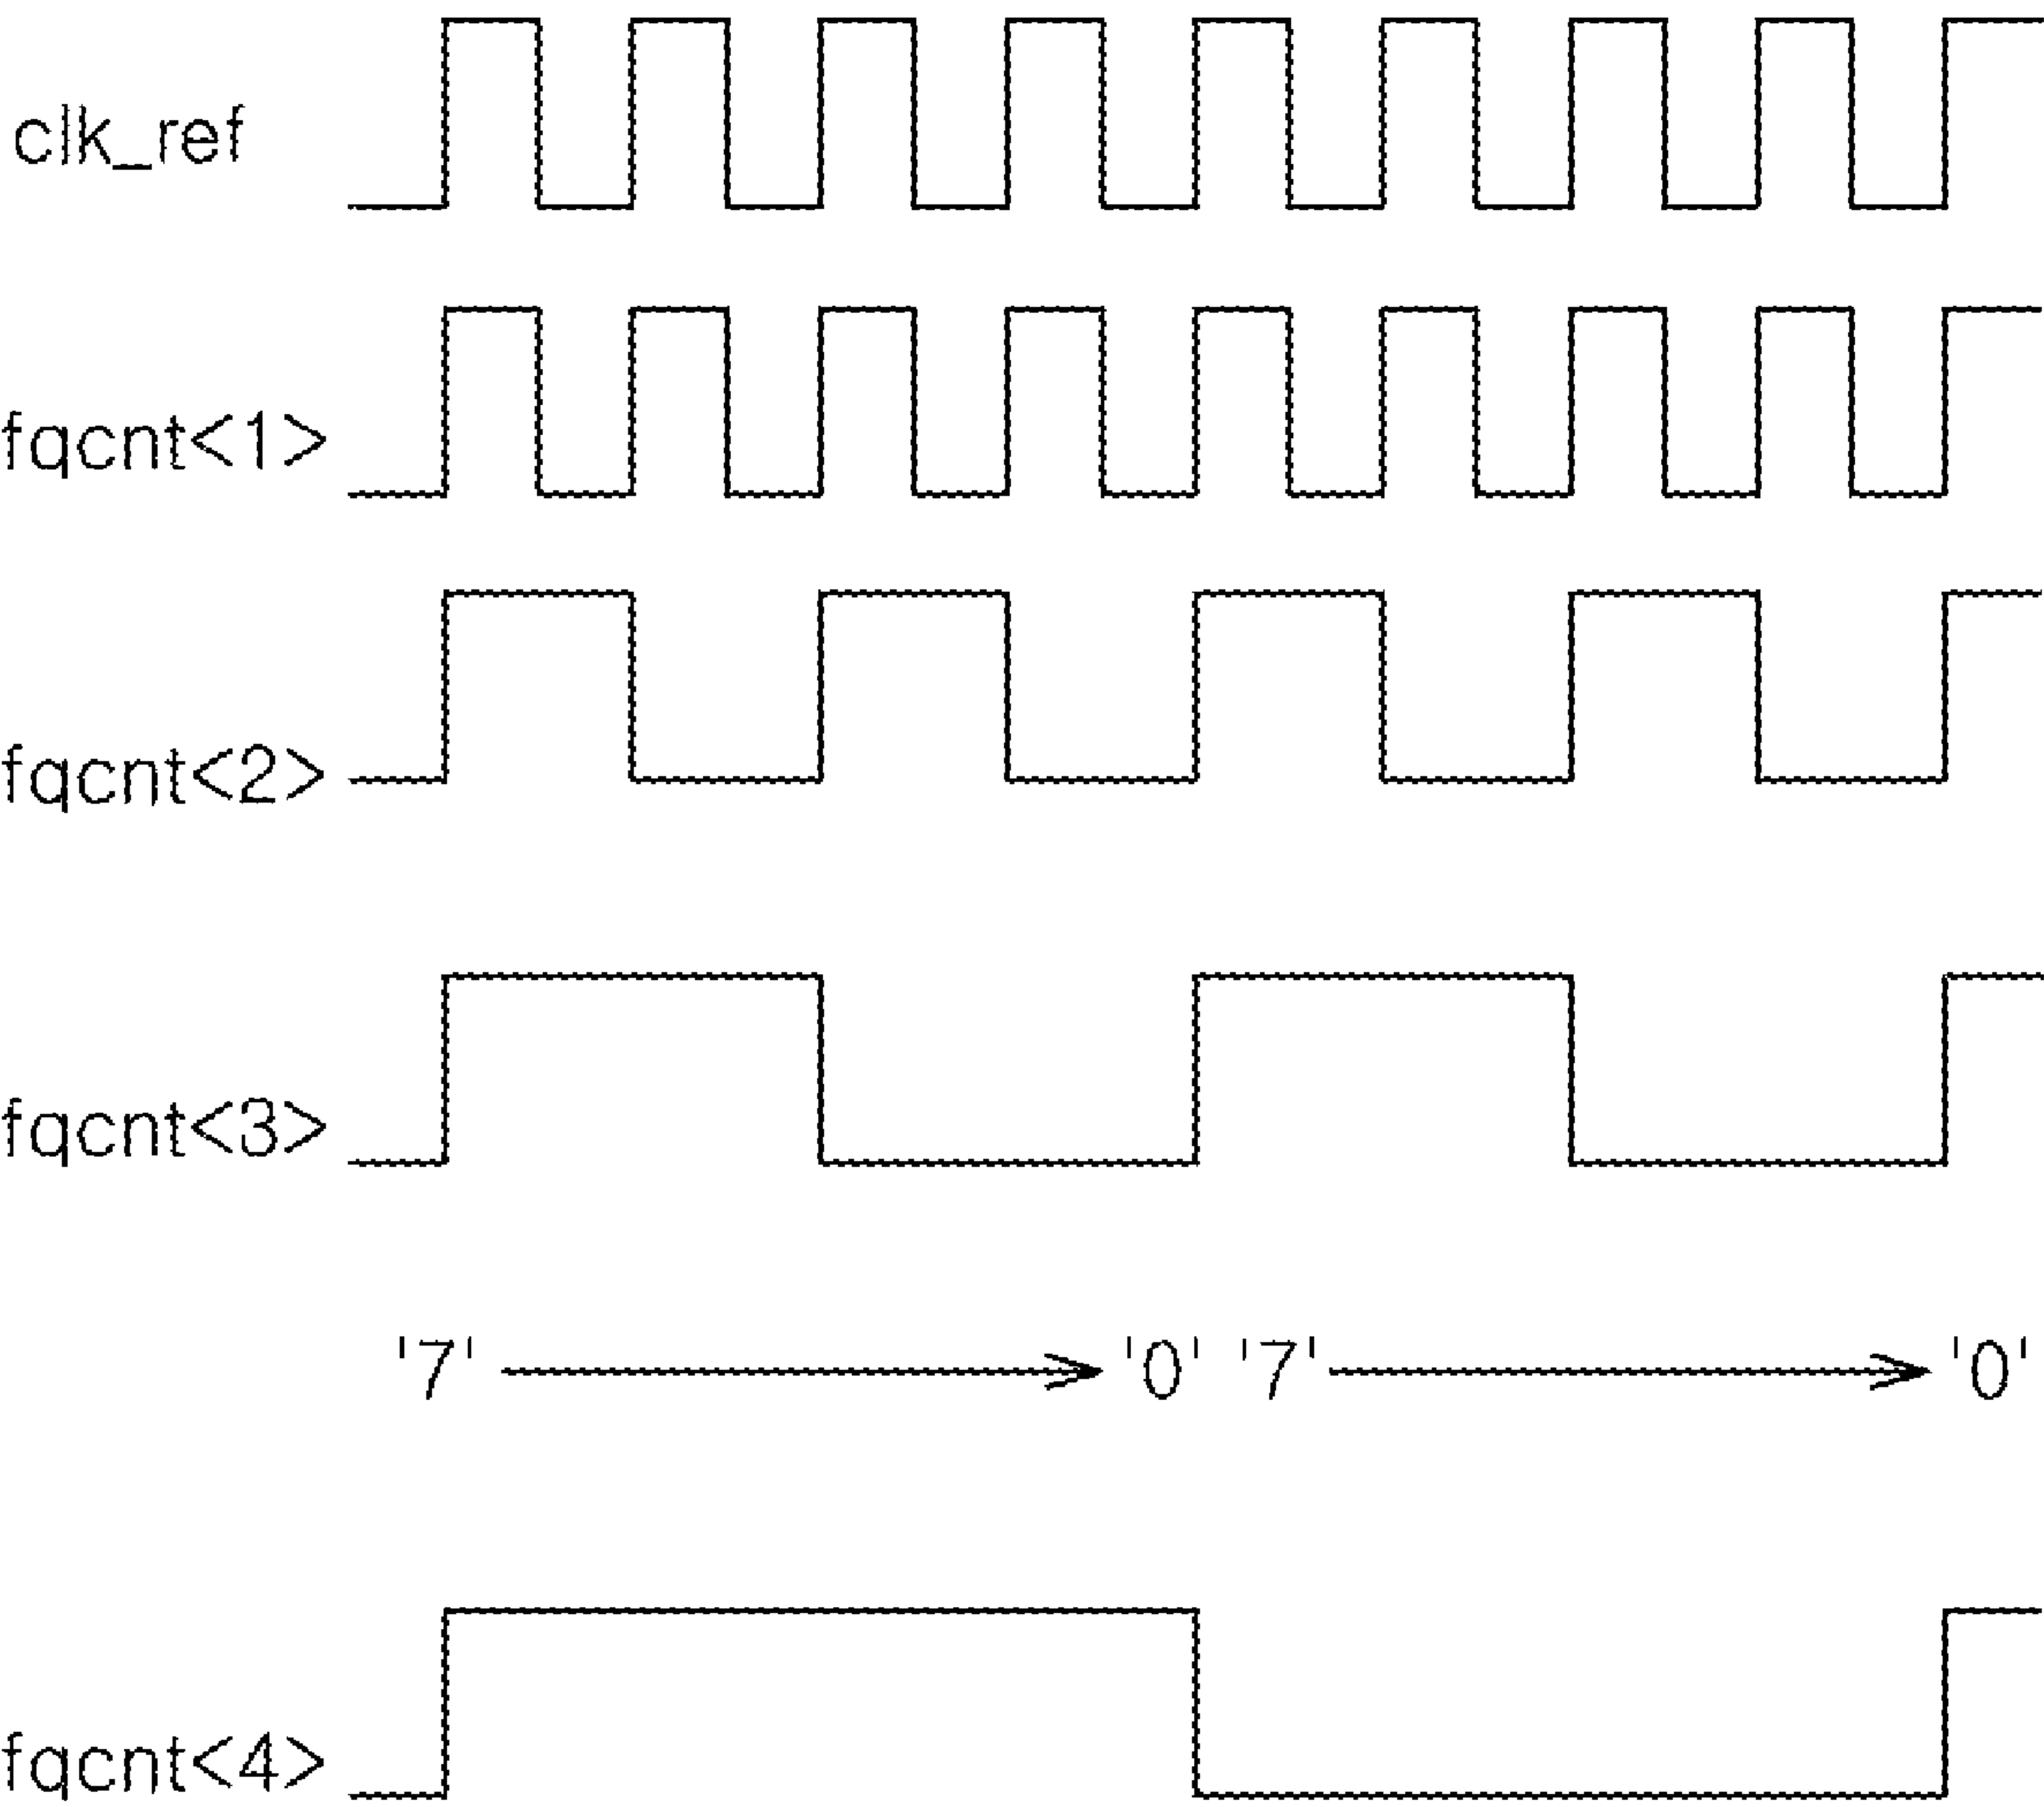 clk_ref
fqcnt<1>
fqcnt<2>
fqcnt<3>
'7' '0' '7' '0'
fqcnt<4>